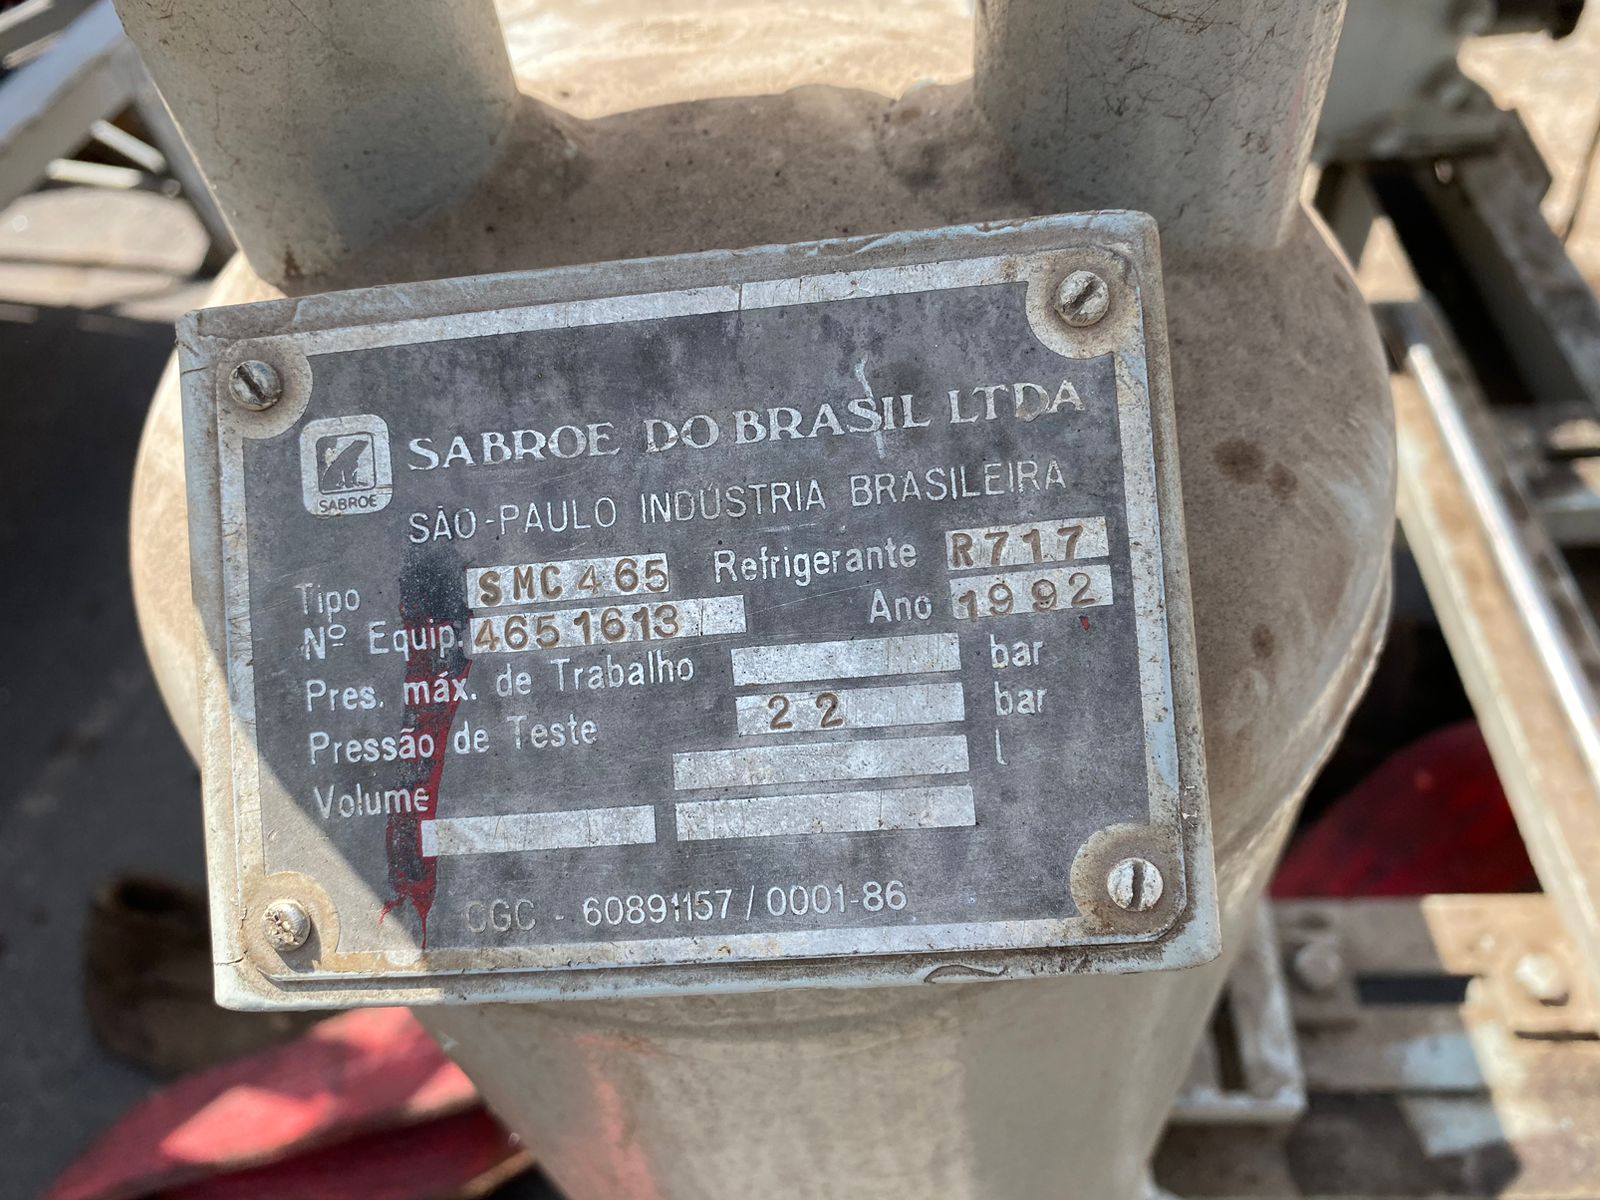 SABROE
SABROE DO BRASIL LTDA
SÃO-PAULO INDÚSTRIA BRASILEIRA
Tipo SMC 465 Refrigerante R717
Nº Equip. 4651613 Ano 1992
Pres. máx. de Trabalho bar
Pressão de Teste 22 bar
Volume l
CGC - 60891157/0001-86